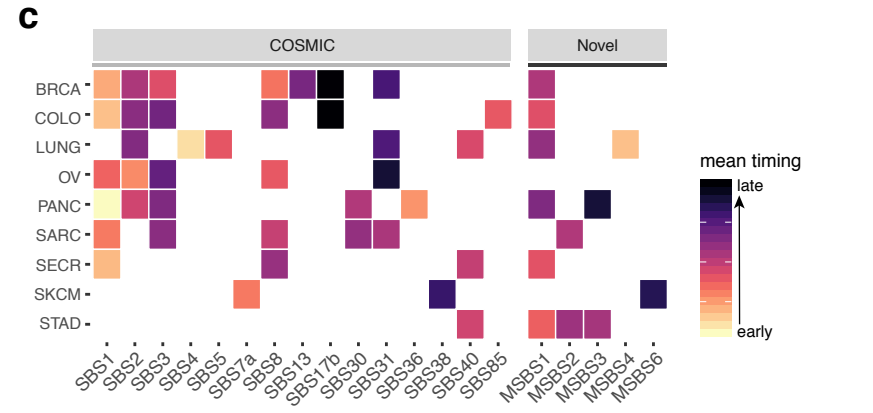 c
COSMIC
Novel
BRCA
COLO
LUNG
OV
PANC
SARC
SECR
SKCM
STAD
SBS1
SBS2
SBS3
SBS4
SBS5
SBS7a
SBS8
SBS13
SBS17b
SBS30
SBS31
SBS36
SBS38
SBS40
SBS85
MSBS1
MSBS2
MSBS3
MSBS4
MSBS6
mean timing
late
early